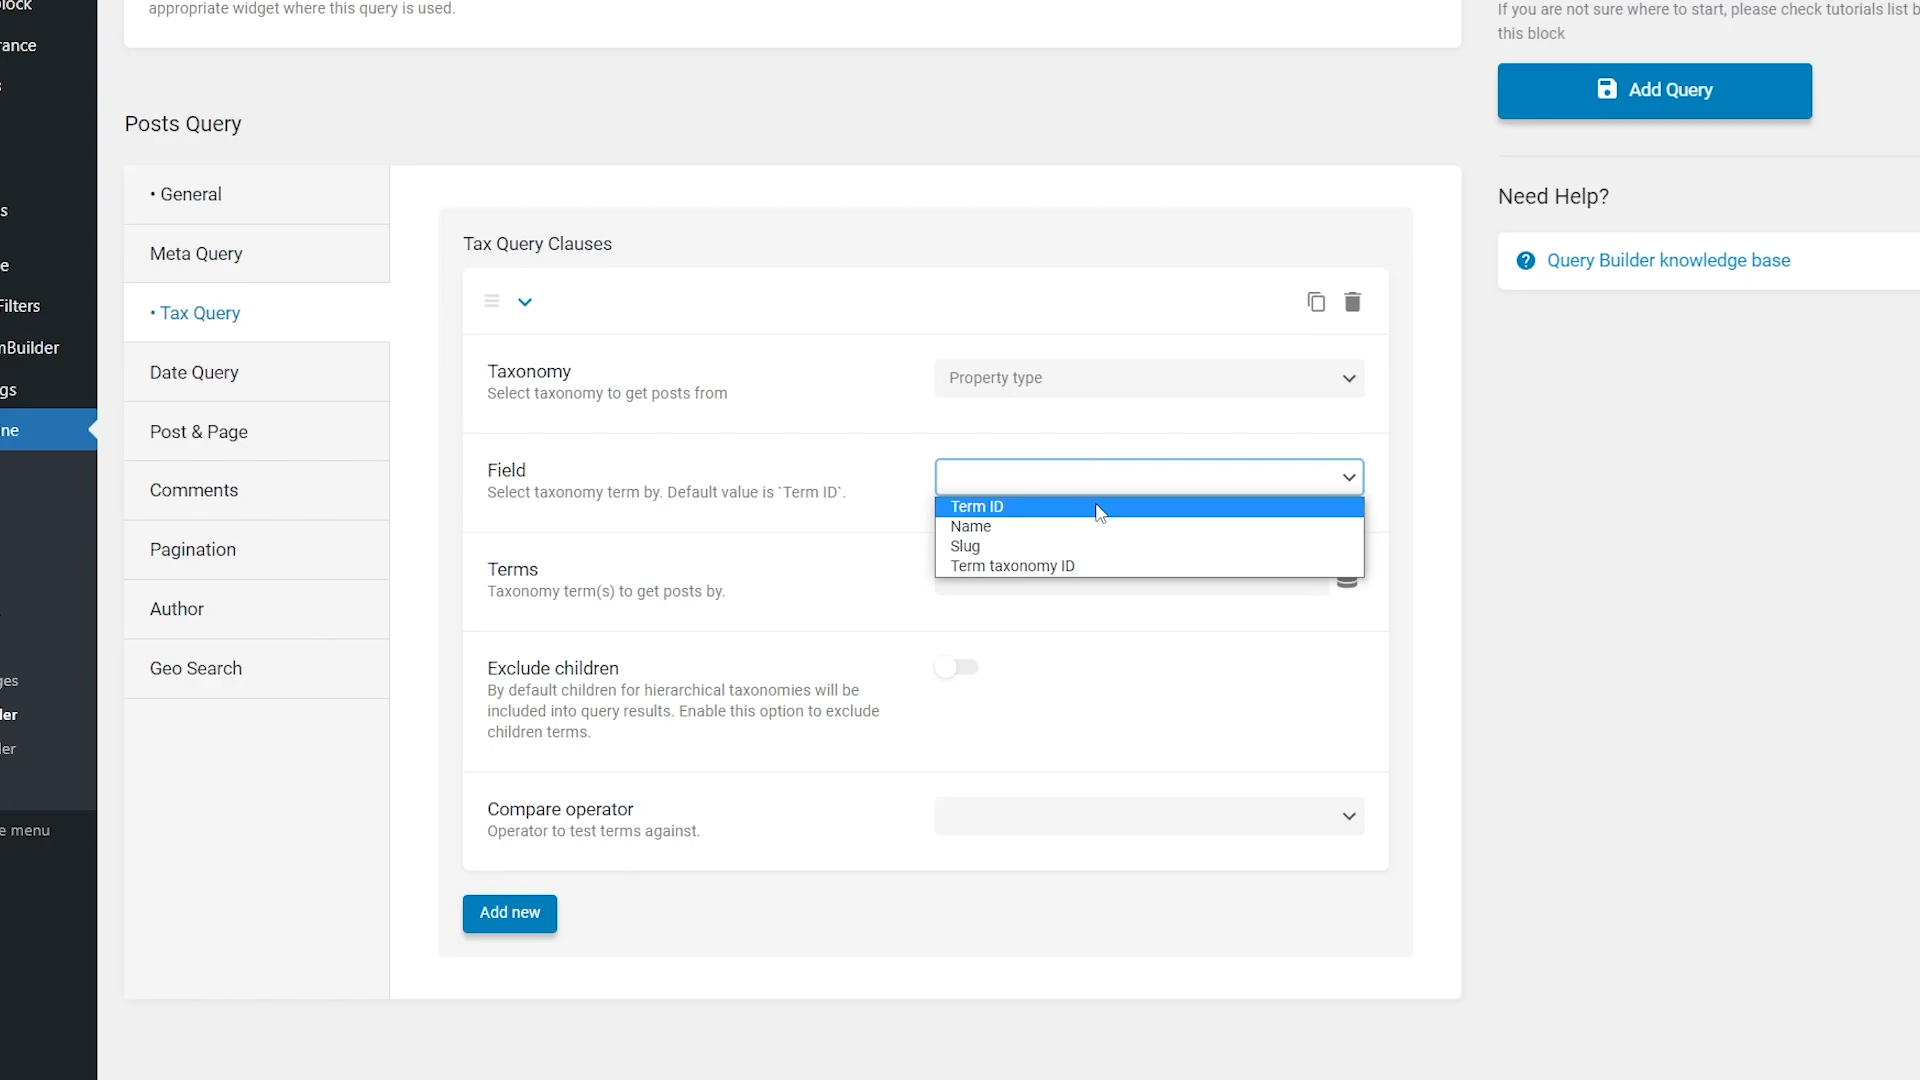 lock
rance
s
s
e
Filters
mBuilder
gs
ne
ges
ler
ler
e menu
appropriate widget where this query is used.
Posts Query
• General
Meta Query
• Tax Query
Date Query
Post & Page
Comments
Pagination
Author
Geo Search
Tax Query Clauses
Taxonomy
Select taxonomy to get posts from
Property type
Field
Select taxonomy term by. Default value is `Term ID`.
Term ID
Name
Slug
Term taxonomy ID
Terms
Taxonomy term(s) to get posts by.
Exclude children
By default children for hierarchical taxonomies will be
included into query results. Enable this option to exclude
children terms.
Compare operator
Operator to test terms against.
Add new
If you are not sure where to start, please check tutorials list b
this block
Add Query
Need Help?
Query Builder knowledge base